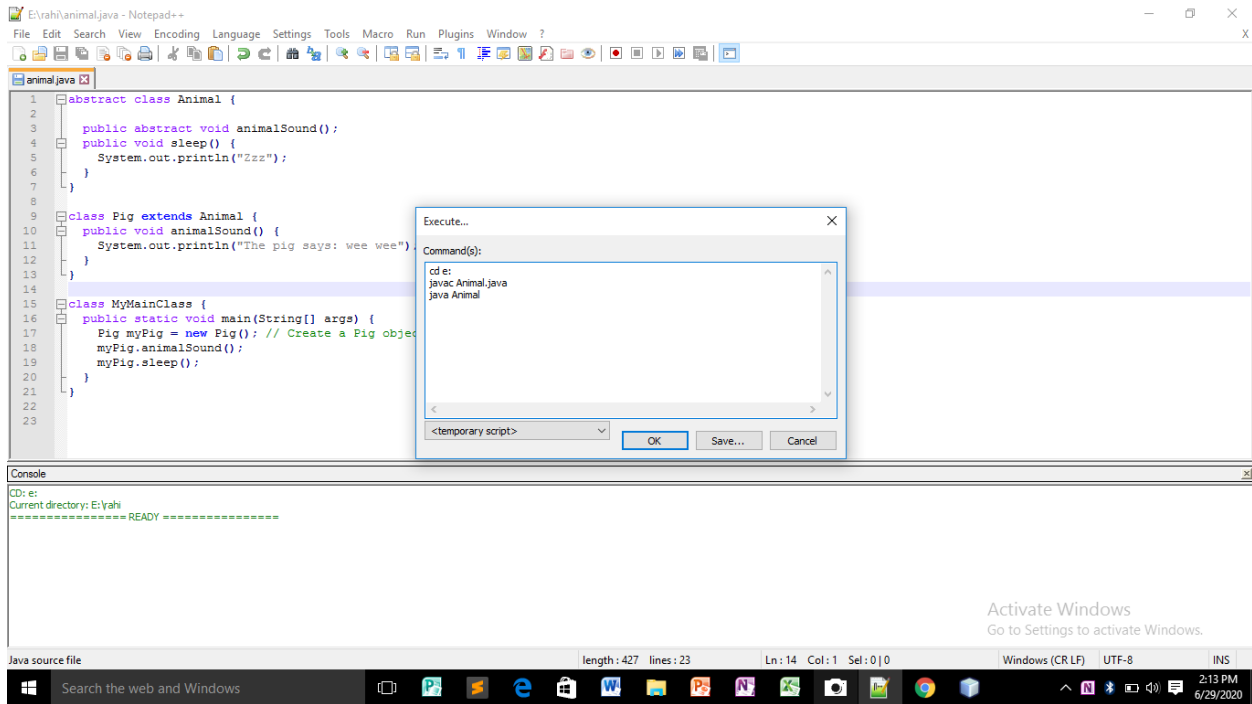 E:\rahi\animal.java - Notepad++
File Edit Search View Encoding Language Settings Tools Macro Run Plugins Window ?
X
animal.java
1 abstract class Animal {
2
3 public abstract void animalSound();
4 public void sleep() {
5 System.out.println("Zzz");
6 }
7 }
8
9 class Pig extends Animal {
10 public void animalSound() {
11 System.out.println("The pig says: wee wee")
12 }
13 }
14
15 class MyMainClass {
16 public static void main(String[] args) {
17 Pig myPig = new Pig(); // Create a Pig objec
18 myPig.animalSound();
19 myPig.sleep();
20 }
21 }
22
23
Execute...
Command(s):
cd e:
javac Animal.java
java Animal
<temporary script>
OK Save... Cancel
Console
CD: e:
Current directory: E:\rahi
================ READY ================
Activate Windows
Go to Settings to activate Windows.
Java source file length : 427 lines : 23 Ln : 14 Col : 1 Sel : 0 | 0 Windows (CR LF) UTF-8 INS
Search the web and Windows
2:13 PM
6/29/2020